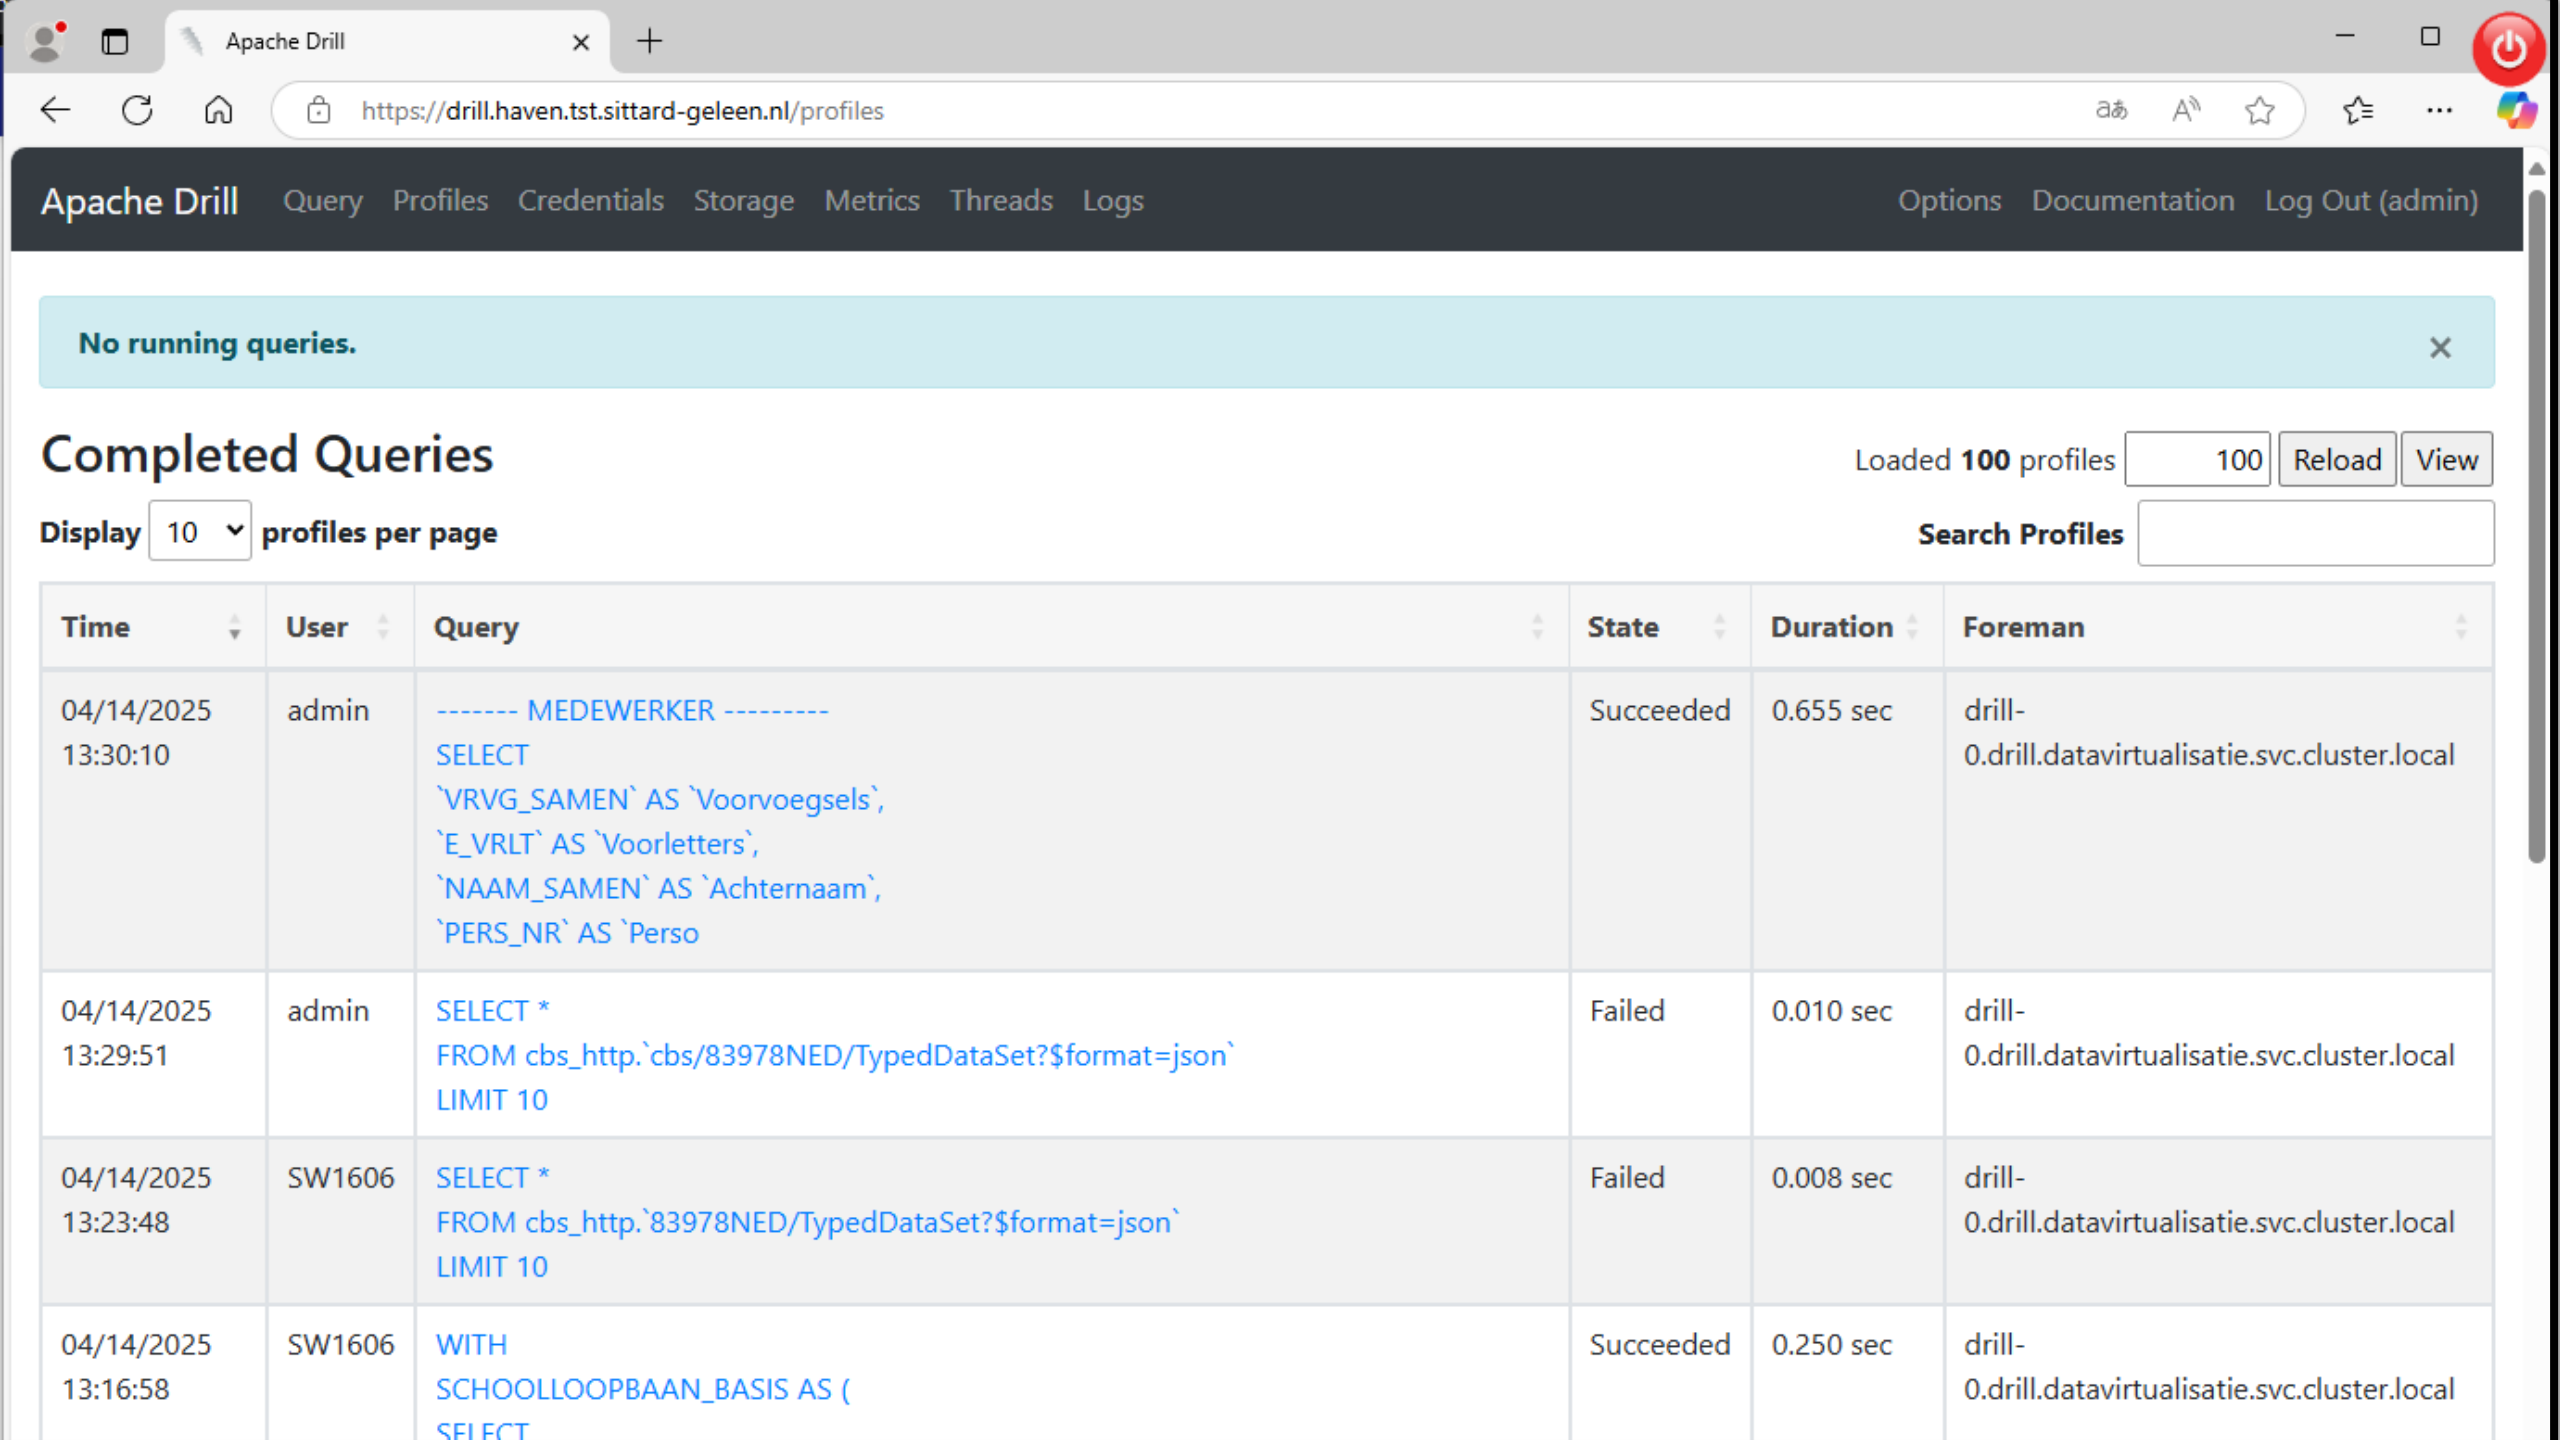 Apache Drill
https://drill.haven.tst.sittard-geleen.nl/profiles
Apache Drill Query Profiles Credentials Storage Metrics Threads Logs Options Documentation Log Out (admin)
No running queries.
Completed Queries
Loaded 100 profiles 100 Reload View
Display 10 profiles per page
Search Profiles
Time User Query State Duration Foreman
04/14/2025 13:30:10
admin
------- MEDEWERKER ---------
SELECT
`VRVG_SAMEN` AS `Voorvoegsels`,
`E_VRLT` AS `Voorletters`,
`NAAM_SAMEN` AS `Achternaam`,
`PERS_NR` AS `Perso
Succeeded
0.655 sec
drill-
0.drill.datavirtualisatie.svc.cluster.local
04/14/2025 13:29:51
admin
SELECT *
FROM cbs_http.`cbs/83978NED/TypedDataSet?$format=json`
LIMIT 10
Failed
0.010 sec
drill-
0.drill.datavirtualisatie.svc.cluster.local
04/14/2025 13:23:48
SW1606
SELECT *
FROM cbs_http.`83978NED/TypedDataSet?$format=json`
LIMIT 10
Failed
0.008 sec
drill-
0.drill.datavirtualisatie.svc.cluster.local
04/14/2025 13:16:58
SW1606
WITH
SCHOOLLOOPBAAN_BASIS AS (
SELECT
Succeeded
0.250 sec
drill-
0.drill.datavirtualisatie.svc.cluster.local